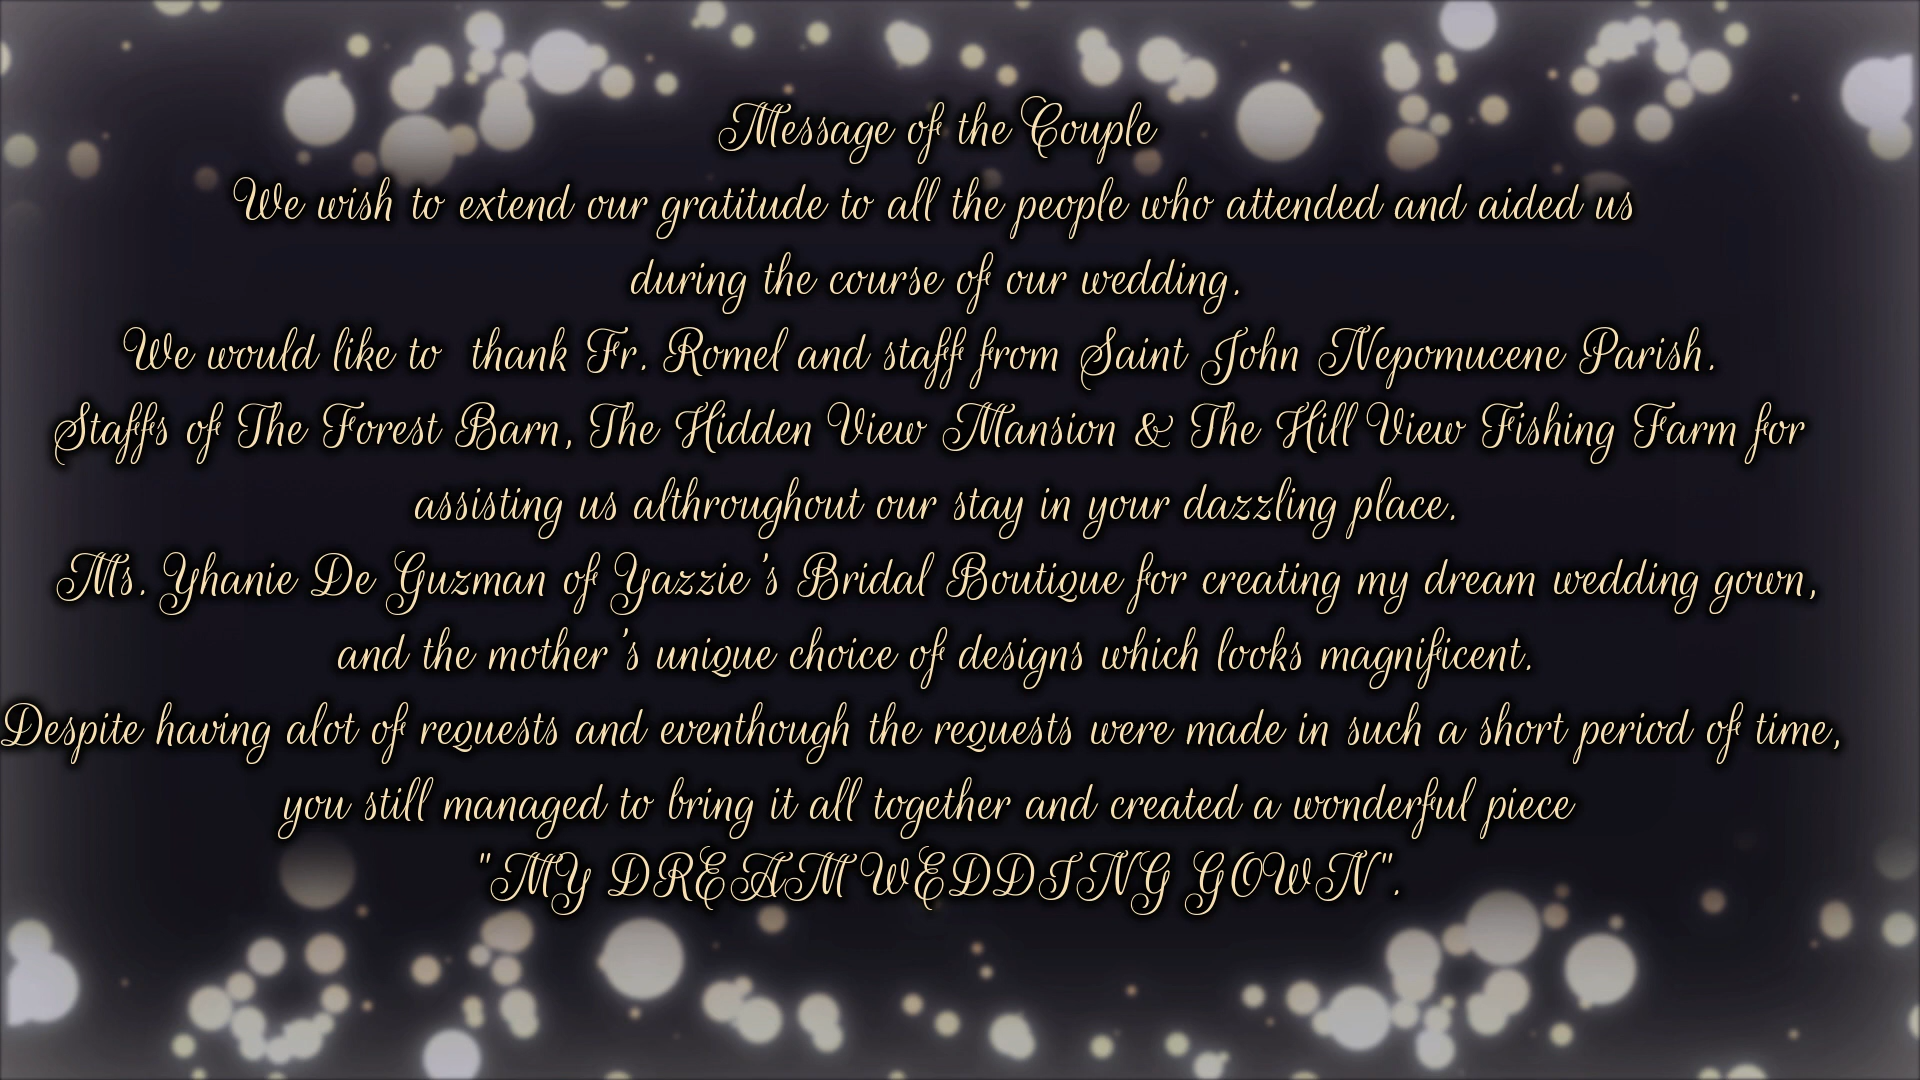 Message of the Couple
We wish to extend our gratitude to all the people who attended and aided us
during the course of our wedding.
We would like to  thank Fr. Romel and staff from Saint John Nepomucene Parish.
Staffs of The Forest Barn, The Hidden View Mansion & The Hill View Fishing Farm for
assisting us althroughout our stay in your dazzling place.
Ms. Yhanie De Guzman of Yazzie's Bridal Boutique for creating my dream wedding gown,
and the mother's unique choice of designs which looks magnificent.
Despite having alot of requests and eventhough the requests were made in such a short period of time,
you still managed to bring it all together and created a wonderful piece
"MY DREAM WEDDING GOWN".